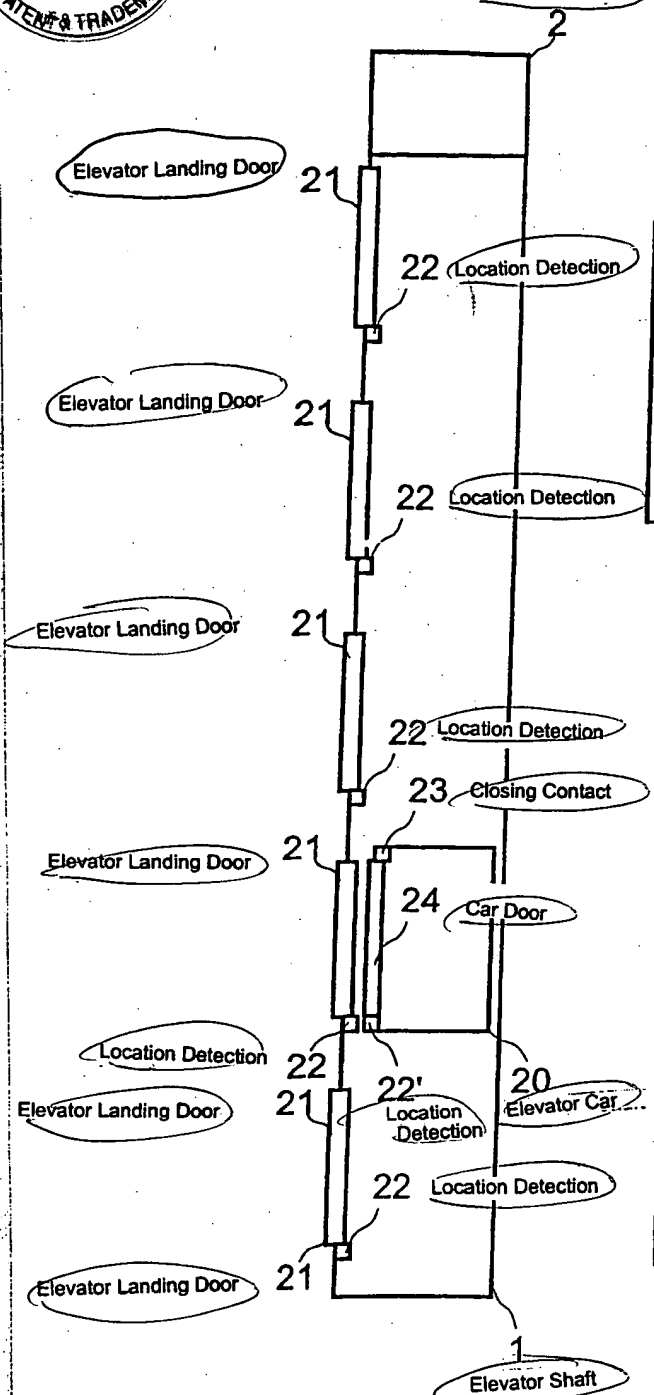 PATENT & TRADEM
2
Elevator Landing Door
21
22 Location Detection
Elevator Landing Door
21
22 Location Detection
Elevator Landing Door
21
22 Location Detection
23 Closing Contact
Elevator Landing Door
21
24 Car Door
Location Detection
22
22'
20
Elevator Landing Door
21
Location
Detection
Elevator Car
22 Location Detection
21
Elevator Landing Door
1
Elevator Shaft